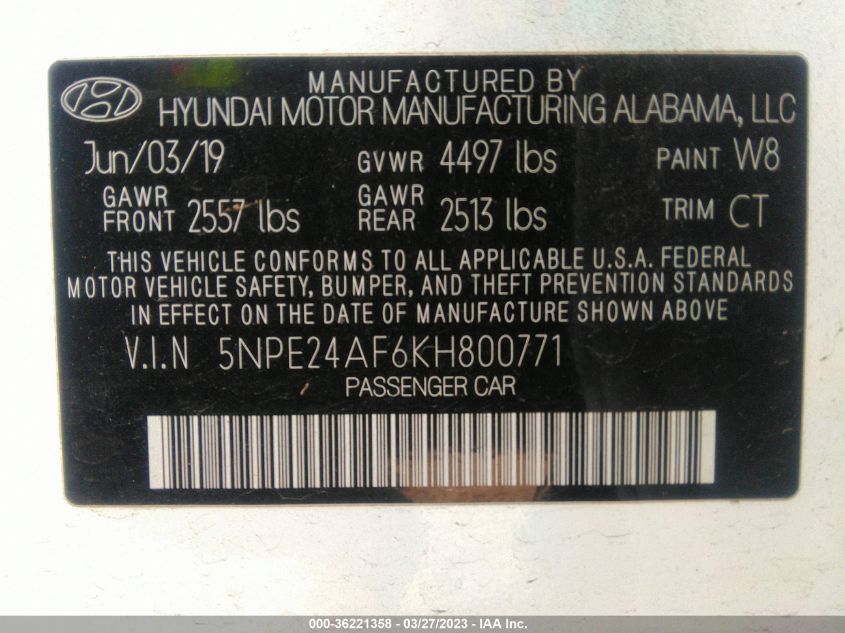 MANUFACTURED BY
HYUNDAI MOTOR MANUFACTURING ALABAMA, LLC
Jun/03/19 GVWR 4497 lbs PAINT W8
GAWR FRONT 2557 lbs GAWR REAR 2513 lbs TRIM CT
THIS VEHICLE CONFORMS TO ALL APPLICABLE U.S.A. FEDERAL
MOTOR VEHICLE SAFETY, BUMPER, AND THEFT PREVENTION STANDARDS
IN EFFECT ON THE DATE OF MANUFACTURE SHOWN ABOVE
V.I.N 5NPE24AF6KH800771
PASSENGER CAR
000-36221358 - 03/27/2023 - IAA Inc.